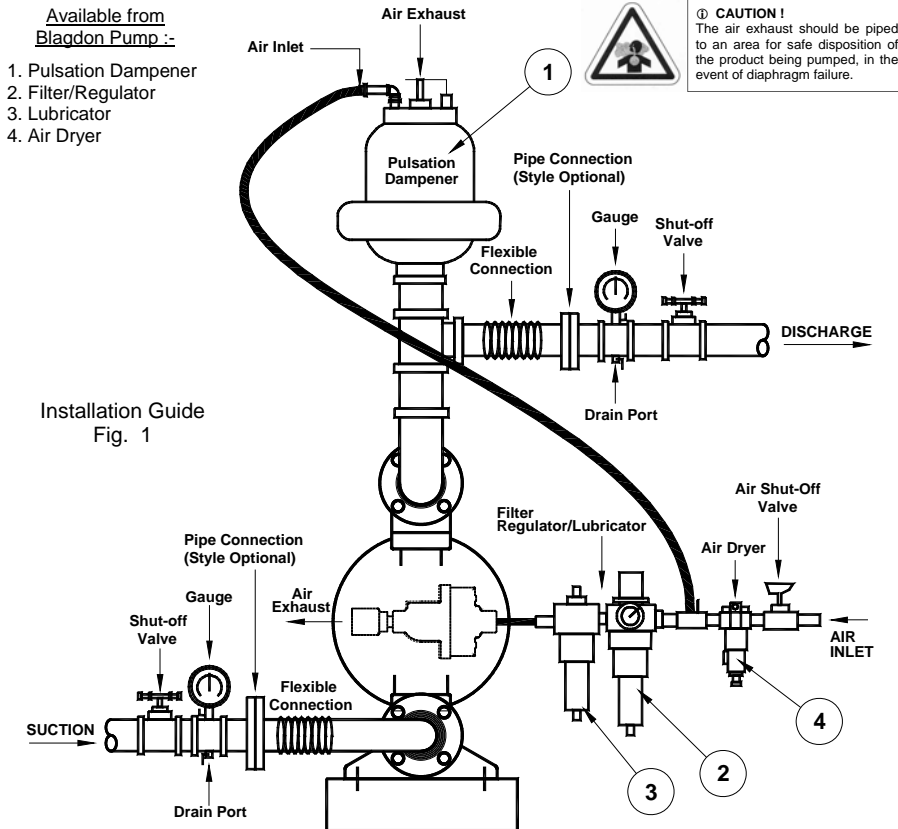 Available from
Blagdon Pump :-
1. Pulsation Dampener
2. Filter/Regulator
3. Lubricator
4. Air Dryer
Air Exhaust
Air Inlet
1
ⓘ CAUTION !
The air exhaust should be piped
to an area for safe disposition of
the product being pumped, in the
event of diaphragm failure.
Pulsation
Dampener
Pipe Connection
(Style Optional)
Gauge
Shut-off
Valve
Flexible
Connection
DISCHARGE
Drain Port
Installation Guide
Fig. 1
Air Shut-Off
Valve
Filter
Regulator/Lubricator
Air Dryer
Pipe Connection
(Style Optional)
Gauge
Shut-off
Valve
Air
Exhaust
AIR
INLET
Flexible
Connection
SUCTION
Drain Port
4
2
3